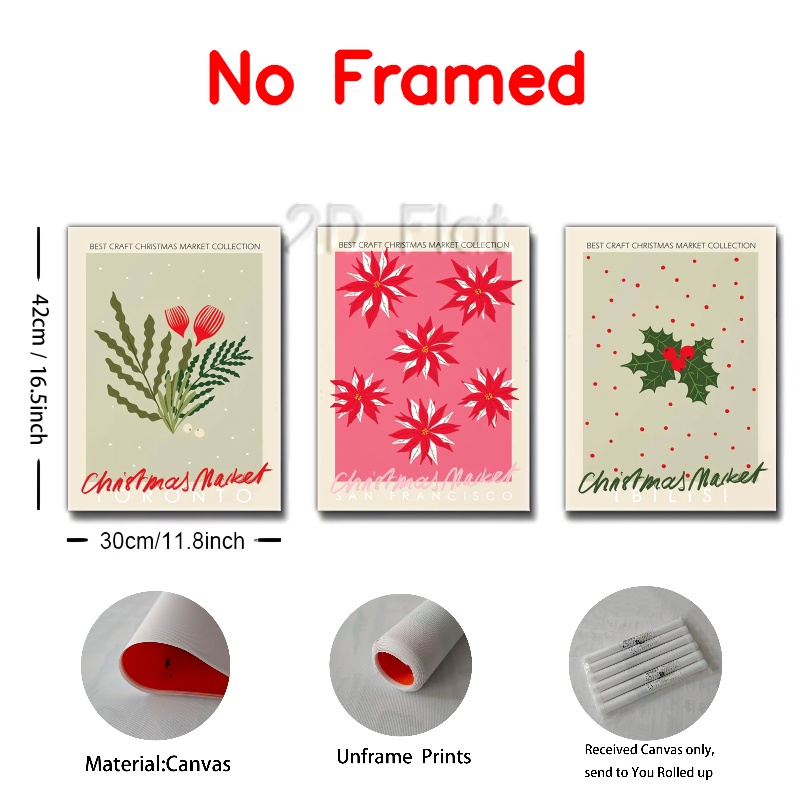 No Framed
2D Flat
BEST CRAFT CHRISTMAS MARKET COLLECTION
BEST CRAFT CHRISTMAS MARKET COLLECTION
BEST CRAFT CHRISTMAS MARKET COLLECTION
42cm / 16.5inch
Christmas Market
TORONTO
Christmas Market
SAN FRANCISCO
Christmas Market
TBILISI
30cm/11.8inch
Material:Canvas
Unframe Prints
Received Canvas only,
send to You Rolled up